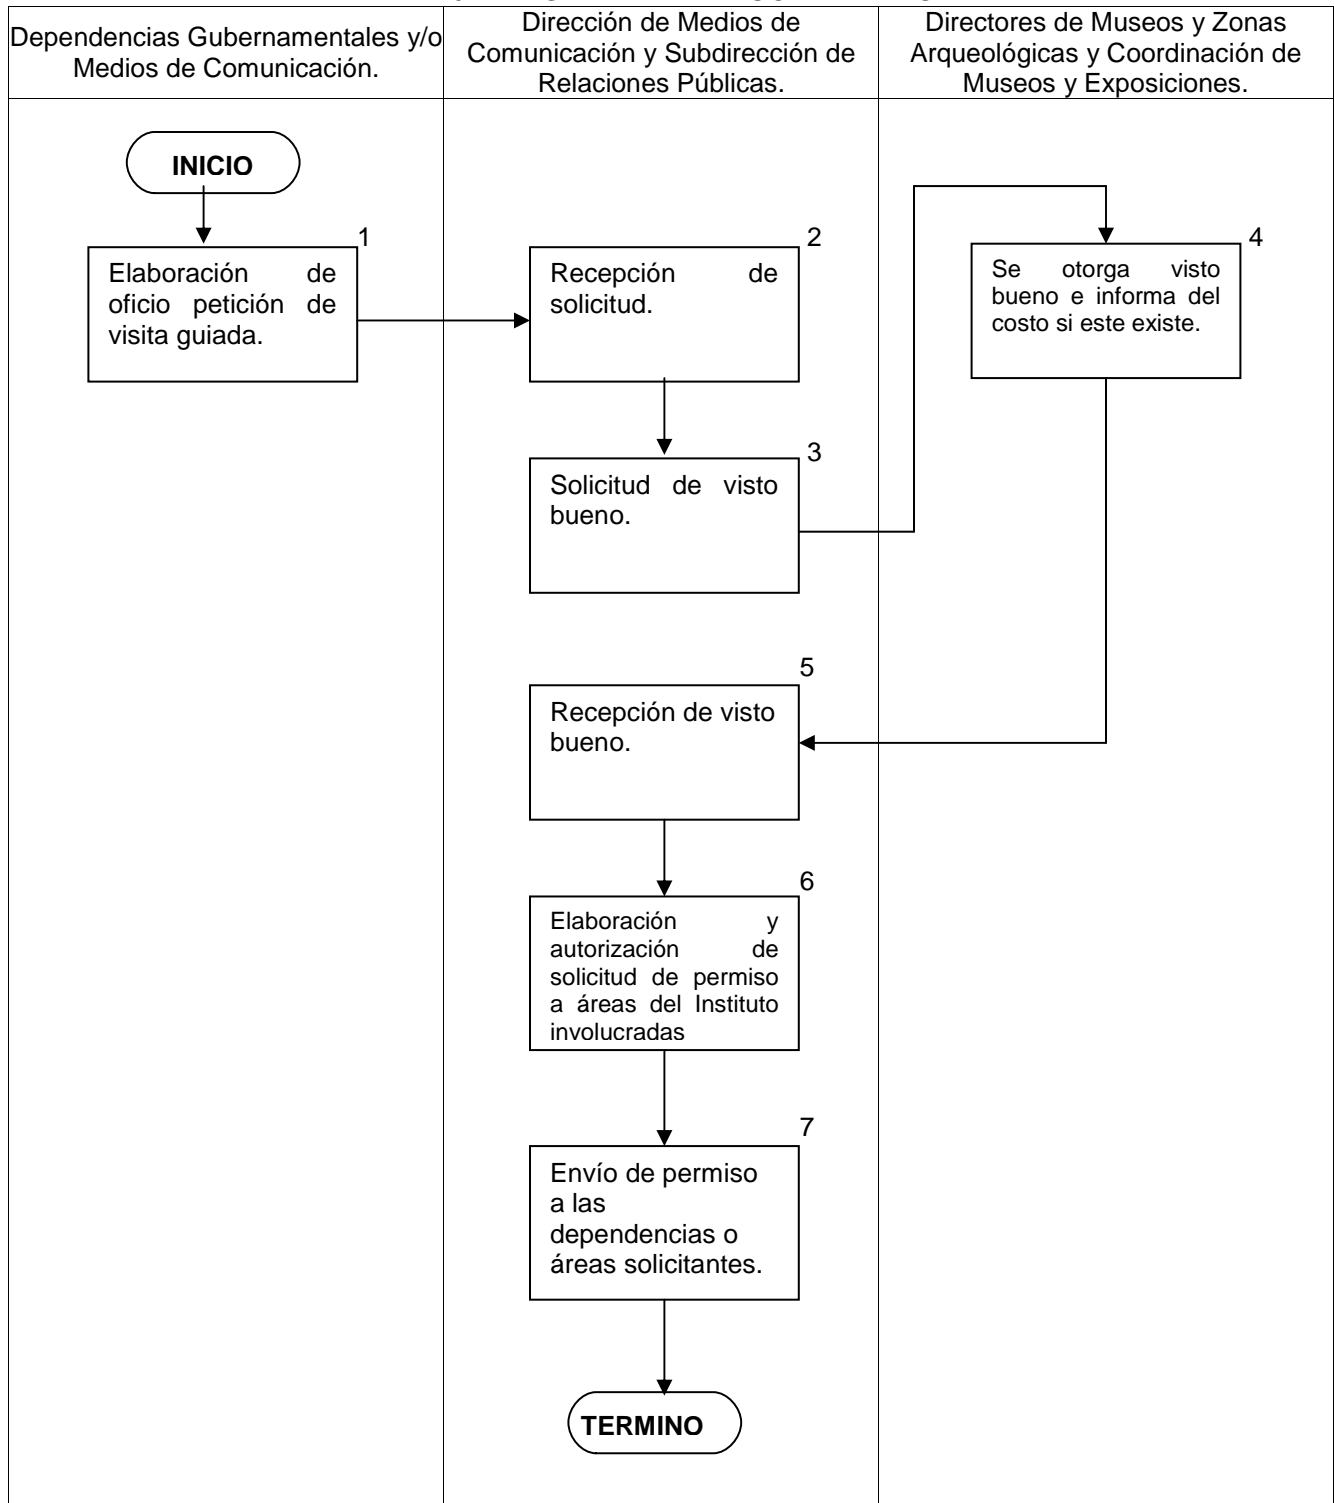 Dependencias Gubernamentales y/o
Medios de Comunicación.
Dirección de Medios de
Comunicación y Subdirección de
Relaciones Públicas.
Directores de Museos y Zonas
Arqueológicas y Coordinación de
Museos y Exposiciones.
INICIO
1
Elaboración de
oficio petición de
visita guiada.
2
Recepción de
solicitud.
3
Solicitud de visto
bueno.
4
Se otorga visto
bueno e informa del
costo si este existe.
5
Recepción de visto
bueno.
6
Elaboración y
autorización de
solicitud de permiso
a áreas del Instituto
involucradas
7
Envío de permiso
a las
dependencias o
áreas solicitantes.
TERMINO